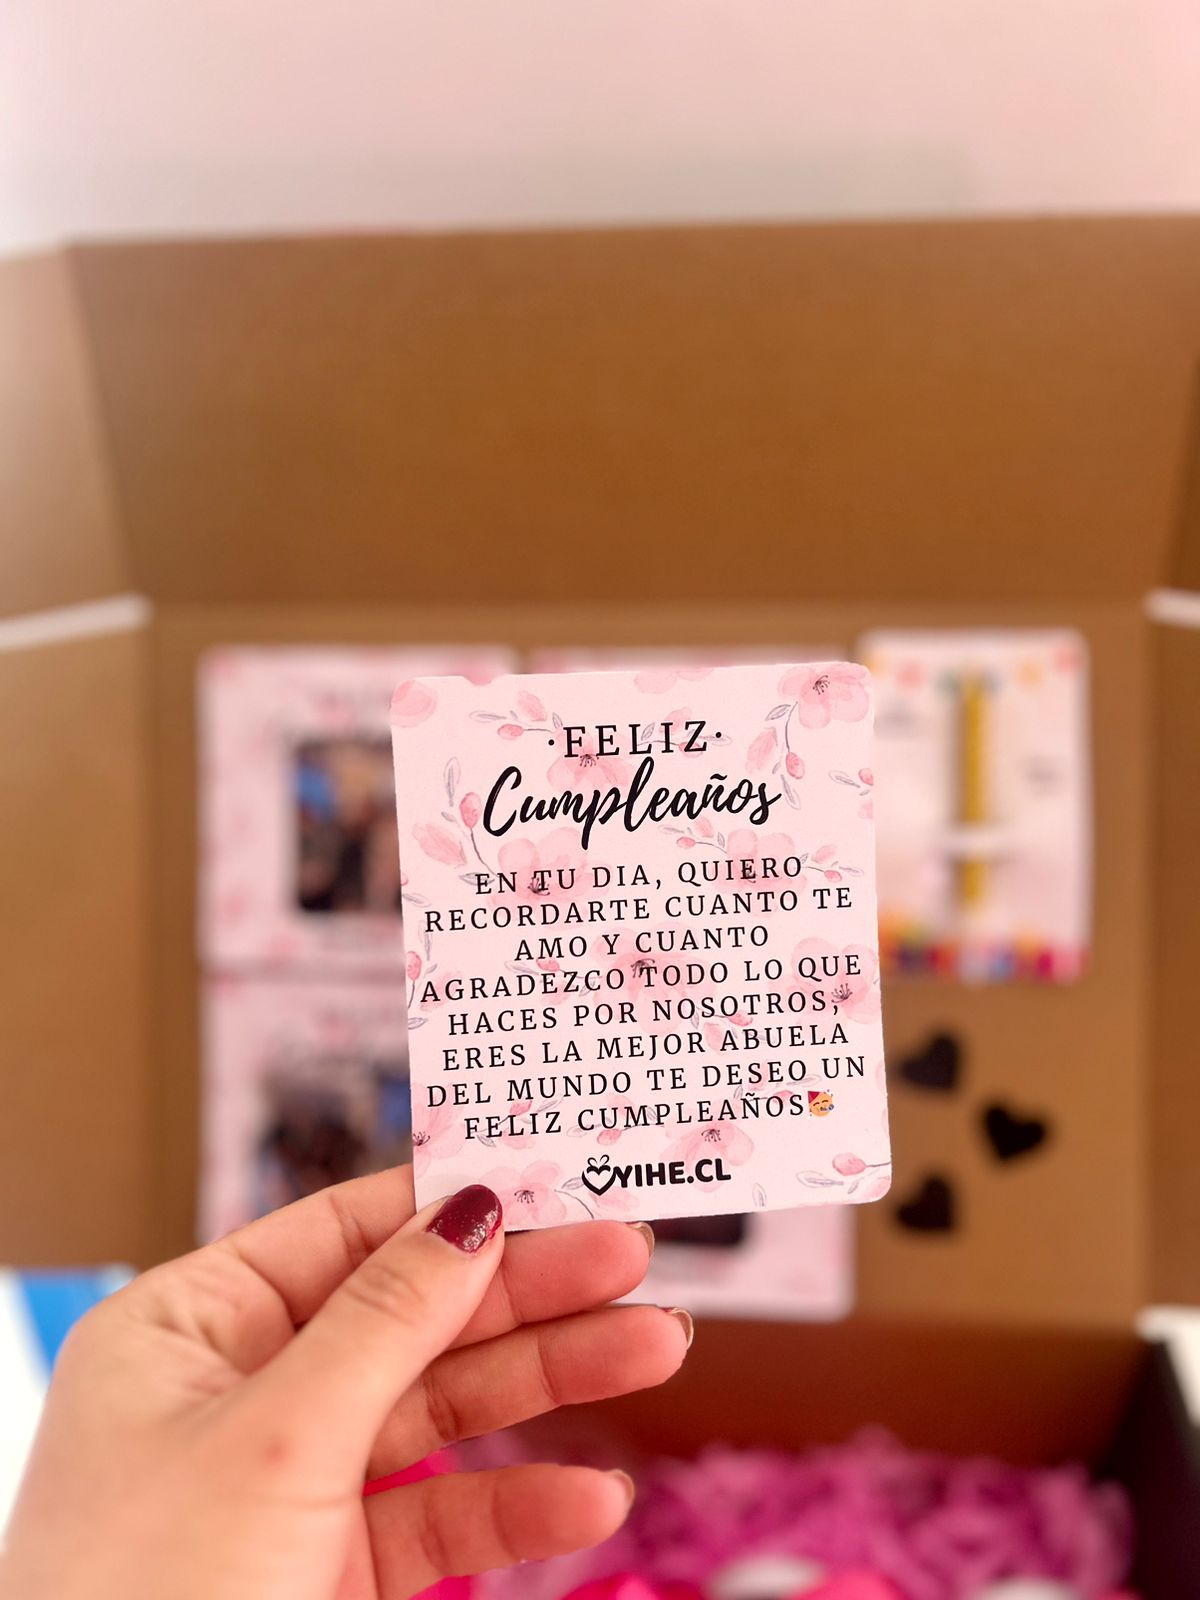 ·FELIZ·
Cumpleaños
EN TU DIA, QUIERO
RECORDARTE CUANTO TE
AMO Y CUANTO
AGRADEZCO TODO LO QUE
HACES POR NOSOTROS,
ERES LA MEJOR ABUELA
DEL MUNDO TE DESEO UN
FELIZ CUMPLEAÑOS🥳
YIHE.CL